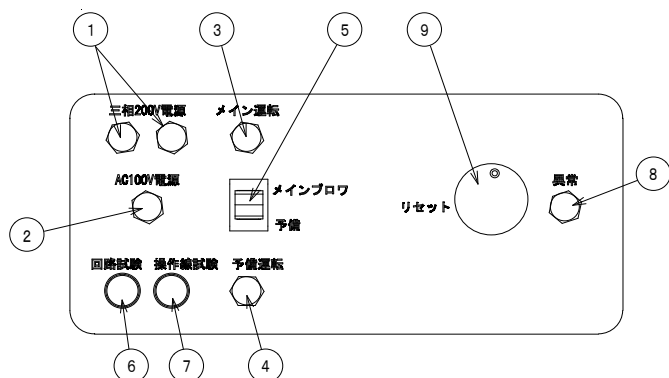 1 3 5 9
三相200V電源 メイン運転
AC100V電源 メインブロワ 異常 8
リセット
予備
2
回路試験 操作線試験 予備運転
6 7 4